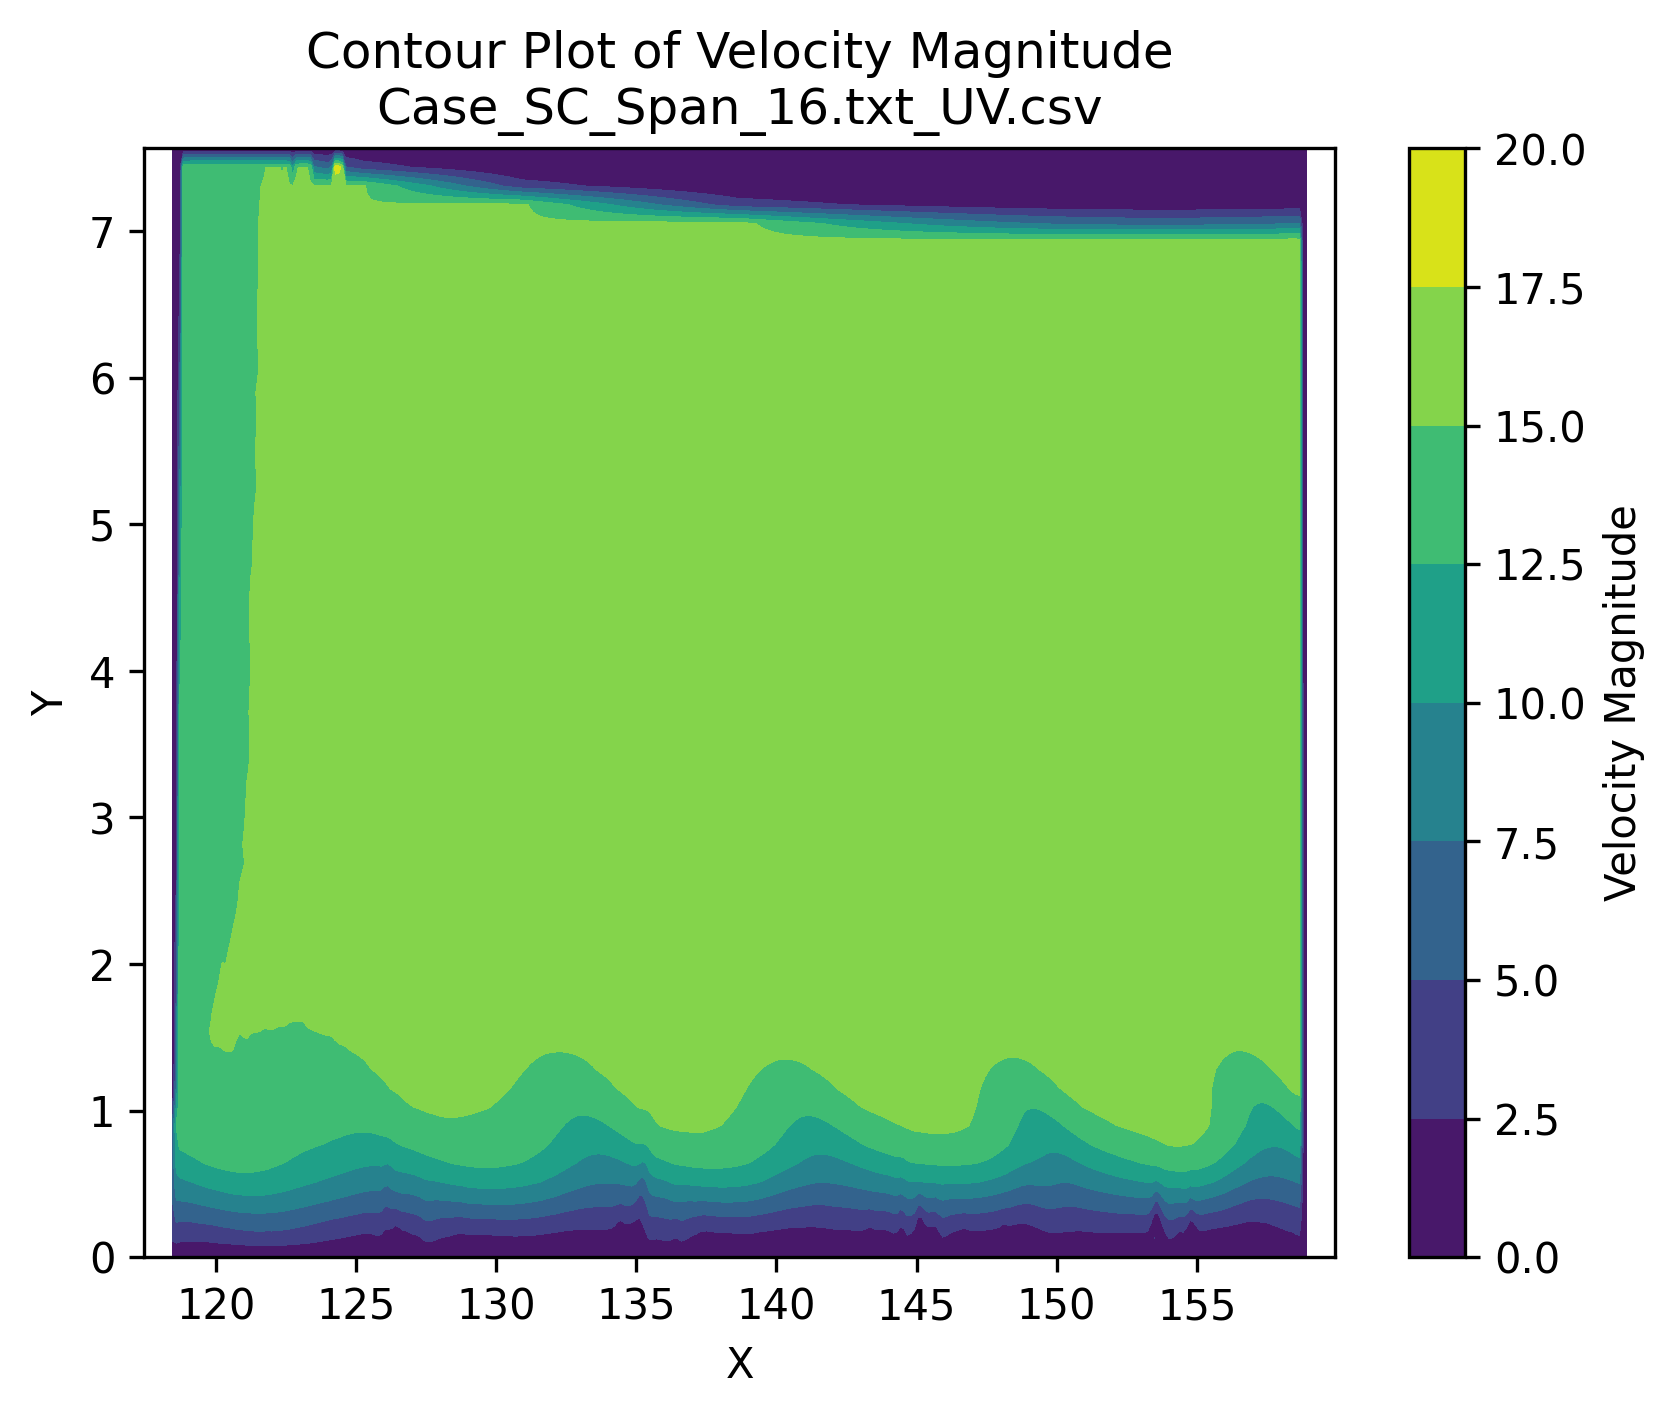 Contour Plot of Velocity Magnitude
Case_SC_Span_16.txt_UV.csv
7
6
5
4
3
2
1
0
Y
120 125 130 135 140 145 150 155
X
20.0
17.5
15.0
12.5
10.0
7.5
5.0
2.5
0.0
Velocity Magnitude